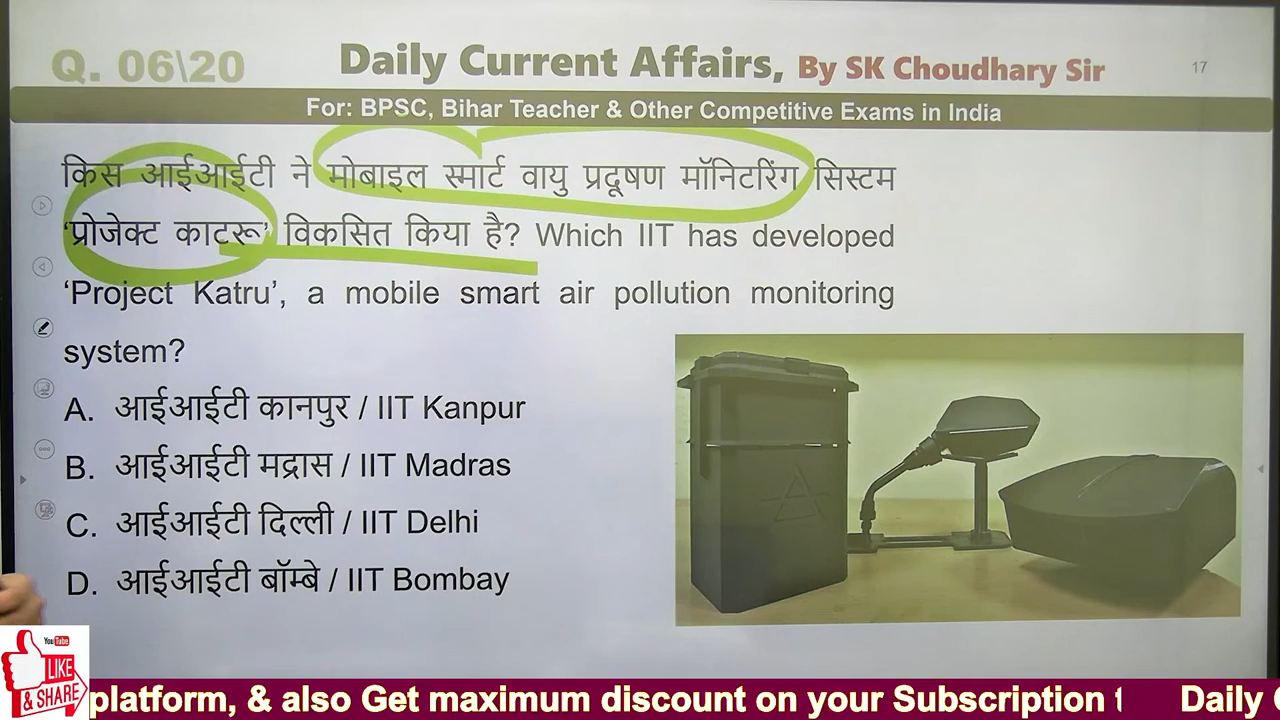 Q. 06\20
Daily Current Affairs, By SK Choudhary Sir
17
For: BPSC, Bihar Teacher & Other Competitive Exams in India
किस आईआईटी ने मोबाइल स्मार्ट वायु प्रदूषण मॉनिटरिंग सिस्टम
‘प्रोजेक्ट काटरू’ विकसित किया है? Which IIT has developed
‘Project Katru’, a mobile smart air pollution monitoring
system?
A. आईआईटी कानपुर / IIT Kanpur
B. आईआईटी मद्रास / IIT Madras
C. आईआईटी दिल्ली / IIT Delhi
D. आईआईटी बॉम्बे / IIT Bombay
YouTube
LIKE
& SHARE
platform, & also Get maximum discount on your Subscription
Daily